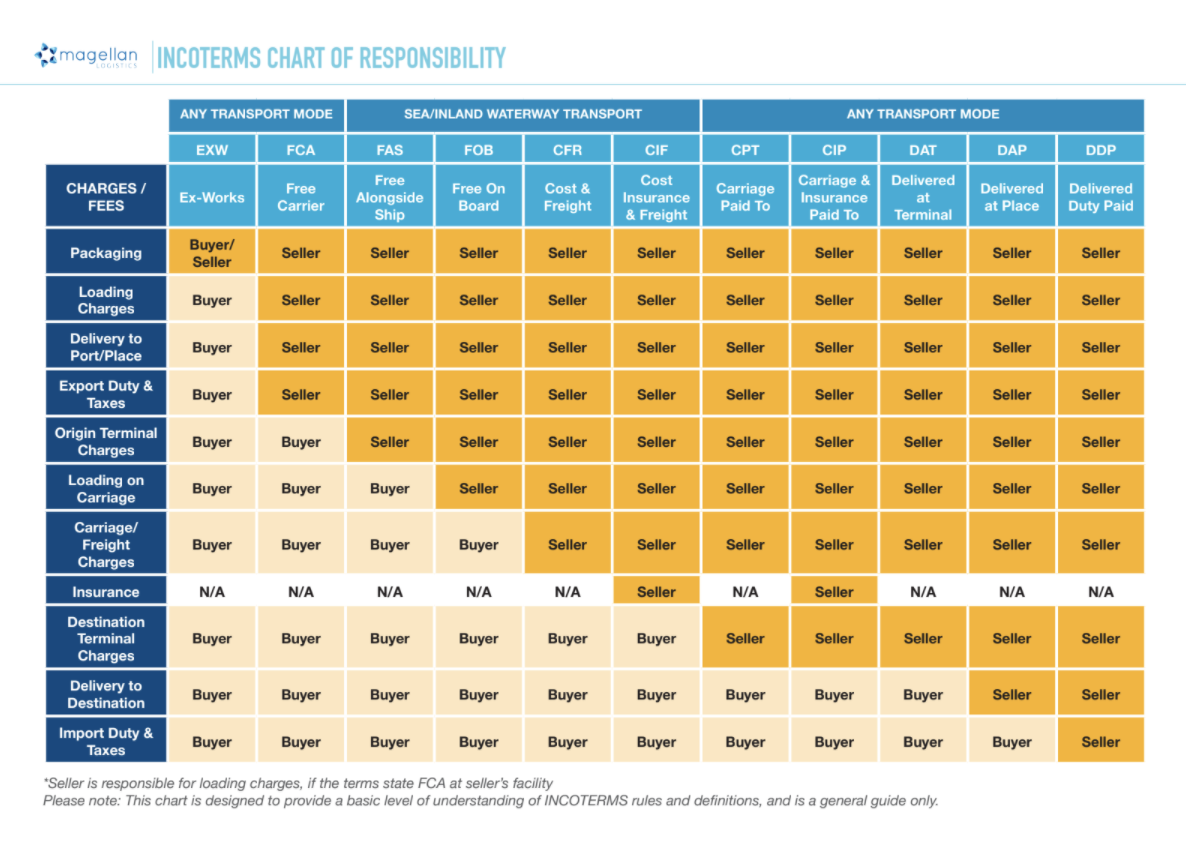 magellan
LOGISTICS
INCOTERMS CHART OF RESPONSIBILITY
ANY TRANSPORT MODE SEA/INLAND WATERWAY TRANSPORT ANY TRANSPORT MODE
EXW FCA FAS FOB CFR CIF CPT CIP DAT DAP DDP
CHARGES /
FEES
Ex-Works
Free
Carrier
Free
Alongside
Ship
Free On
Board
Cost &
Freight
Cost
Insurance
& Freight
Carriage
Paid To
Carriage &
Insurance
Paid To
Delivered
at
Terminal
Delivered
at Place
Delivered
Duty Paid
Packaging
Buyer/
Seller
Seller Seller Seller Seller Seller Seller Seller Seller Seller Seller
Loading
Charges
Buyer Seller Seller Seller Seller Seller Seller Seller Seller Seller Seller
Delivery to
Port/Place
Buyer Seller Seller Seller Seller Seller Seller Seller Seller Seller Seller
Export Duty &
Taxes
Buyer Seller Seller Seller Seller Seller Seller Seller Seller Seller Seller
Origin Terminal
Charges
Buyer Buyer Seller Seller Seller Seller Seller Seller Seller Seller Seller
Loading on
Carriage
Buyer Buyer Buyer Seller Seller Seller Seller Seller Seller Seller Seller
Carriage/
Freight
Charges
Buyer Buyer Buyer Buyer Seller Seller Seller Seller Seller Seller Seller
Insurance N/A N/A N/A N/A N/A Seller N/A Seller N/A N/A N/A
Destination
Terminal
Charges
Buyer Buyer Buyer Buyer Buyer Buyer Seller Seller Seller Seller Seller
Delivery to
Destination
Buyer Buyer Buyer Buyer Buyer Buyer Buyer Buyer Buyer Seller Seller
Import Duty &
Taxes
Buyer Buyer Buyer Buyer Buyer Buyer Buyer Buyer Buyer Buyer Seller
*Seller is responsible for loading charges, if the terms state FCA at seller's facility
Please note: This chart is designed to provide a basic level of understanding of INCOTERMS rules and definitions, and is a general guide only.